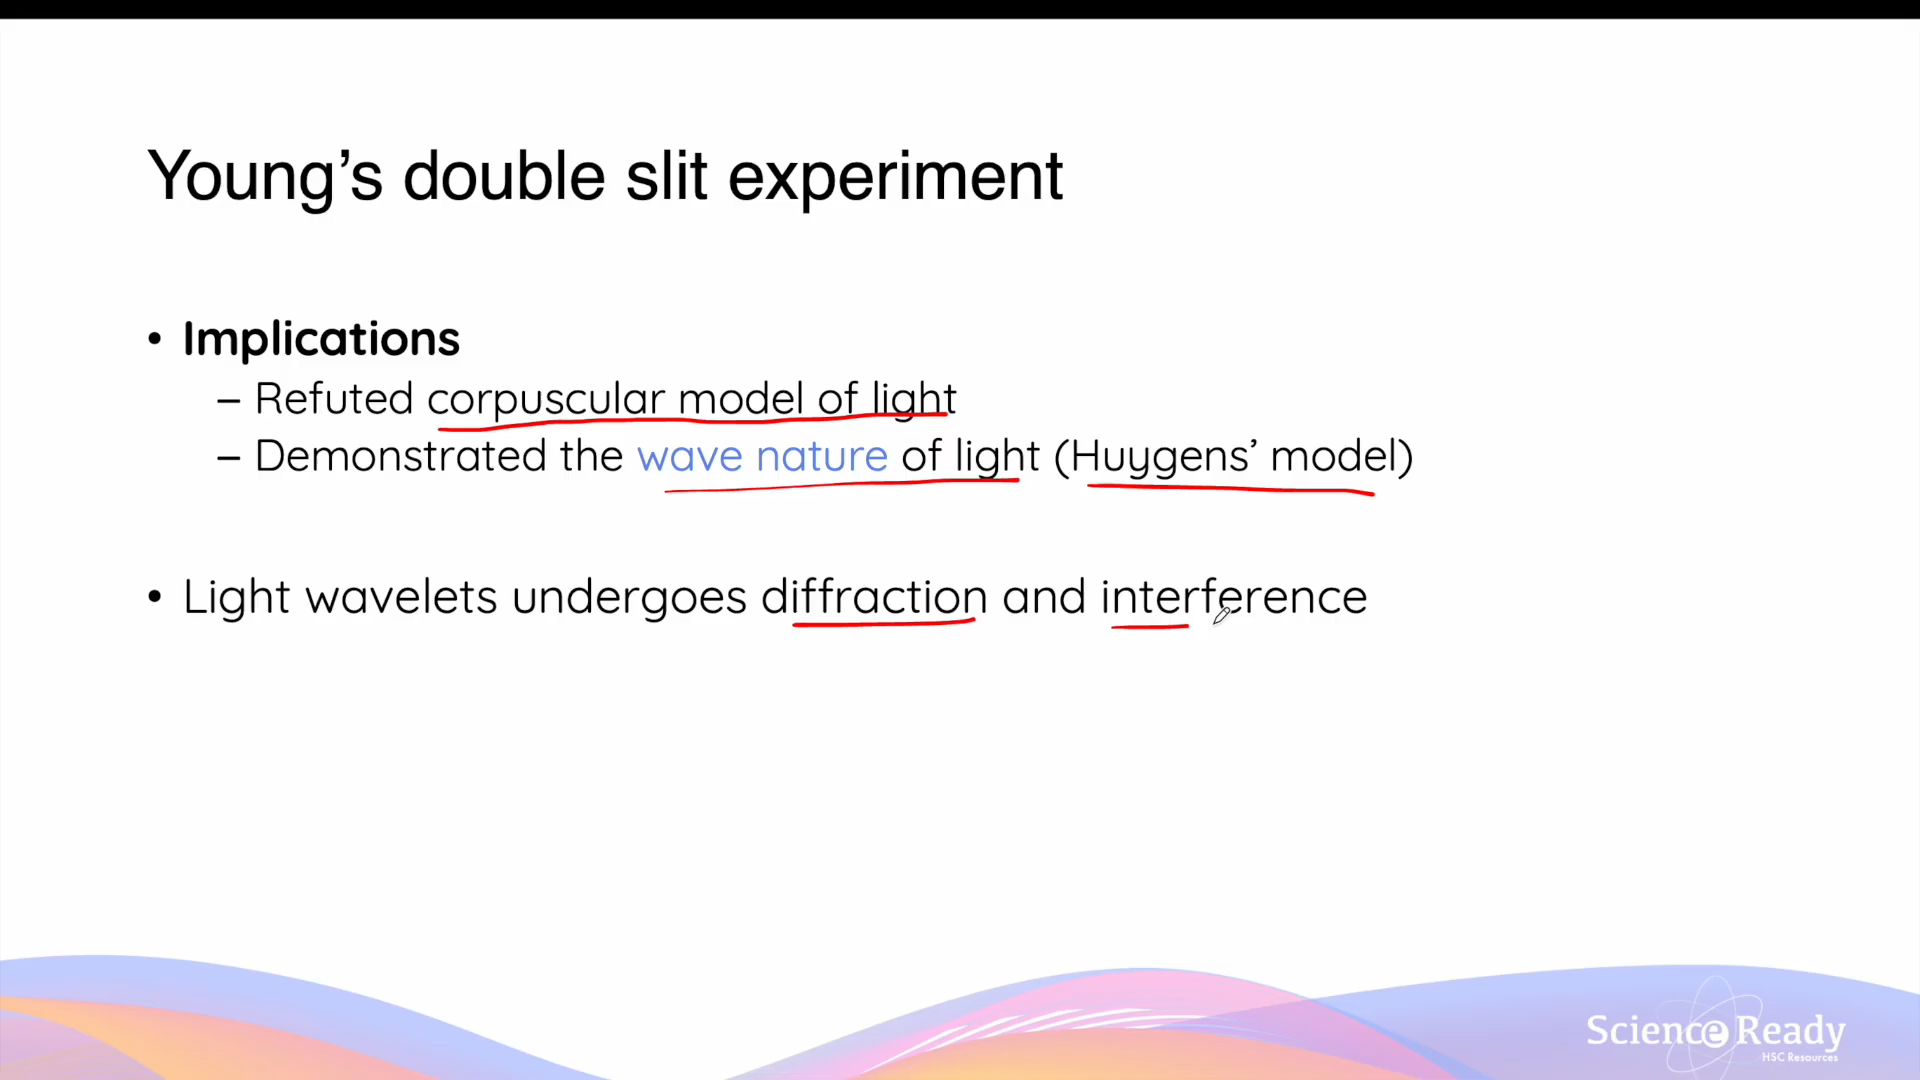 Young’s double slit experiment
• Implications
– Refuted corpuscular model of light
– Demonstrated the wave nature of light (Huygens’ model)
• Light wavelets undergoes diffraction and interference
Science Ready
HSC Resources